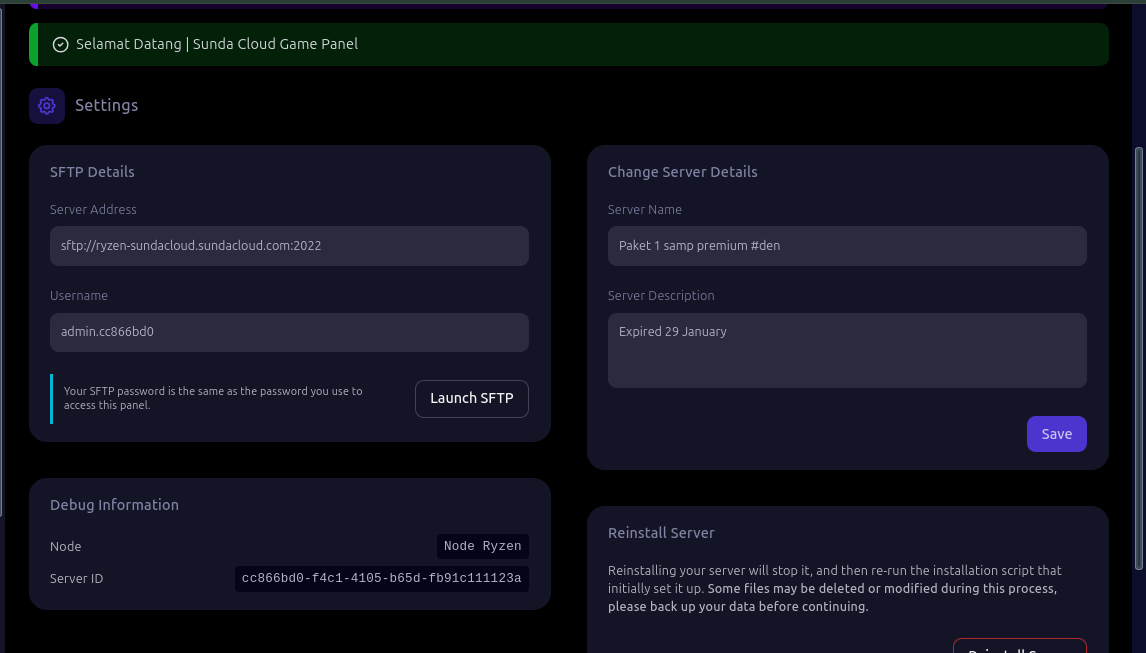 Selamat Datang | Sunda Cloud Game Panel
Settings
SFTP Details
Server Address
sftp://ryzen-sundacloud.sundacloud.com:2022
Username
admin.cc866bd0
Your SFTP password is the same as the password you use to
access this panel.
Launch SFTP
Debug Information
Node
Node Ryzen
Server ID
cc866bd0-f4c1-4105-b65d-fb91c111123a
Change Server Details
Server Name
Paket 1 samp premium #den
Server Description
Expired 29 January
Save
Reinstall Server
Reinstalling your server will stop it, and then re-run the installation script that
initially set it up. Some files may be deleted or modified during this process,
please back up your data before continuing.
Reinstall Server